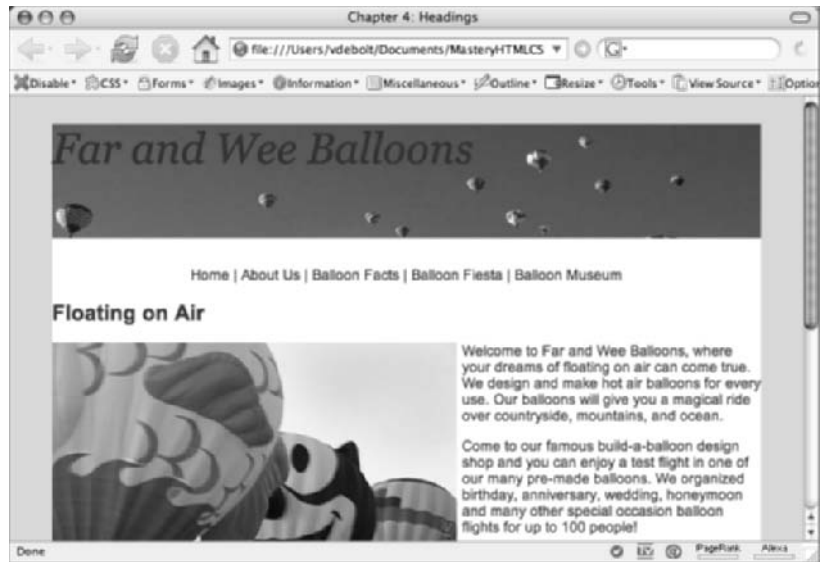 Chapter 4: Headings
file:///Users/vdebolt/Documents/MasteryHTMLCS
G
Disable CSS Forms Images Information Miscellaneous Outline Resize Tools View Source Option
Far and Wee Balloons
Home | About Us | Balloon Facts | Balloon Fiesta | Balloon Museum
Floating on Air
Welcome to Far and Wee Balloons, where
your dreams of floating on air can come true.
We design and make hot air balloons for every
use. Our balloons will give you a magical ride
over countryside, mountains, and ocean.
Come to our famous build-a-balloon design
shop and you can enjoy a test flight in one of
our many pre-made balloons. We organized
birthday, anniversary, wedding, honeymoon
and many other special occasion balloon
flights for up to 100 people!
Done PageRank Alexa